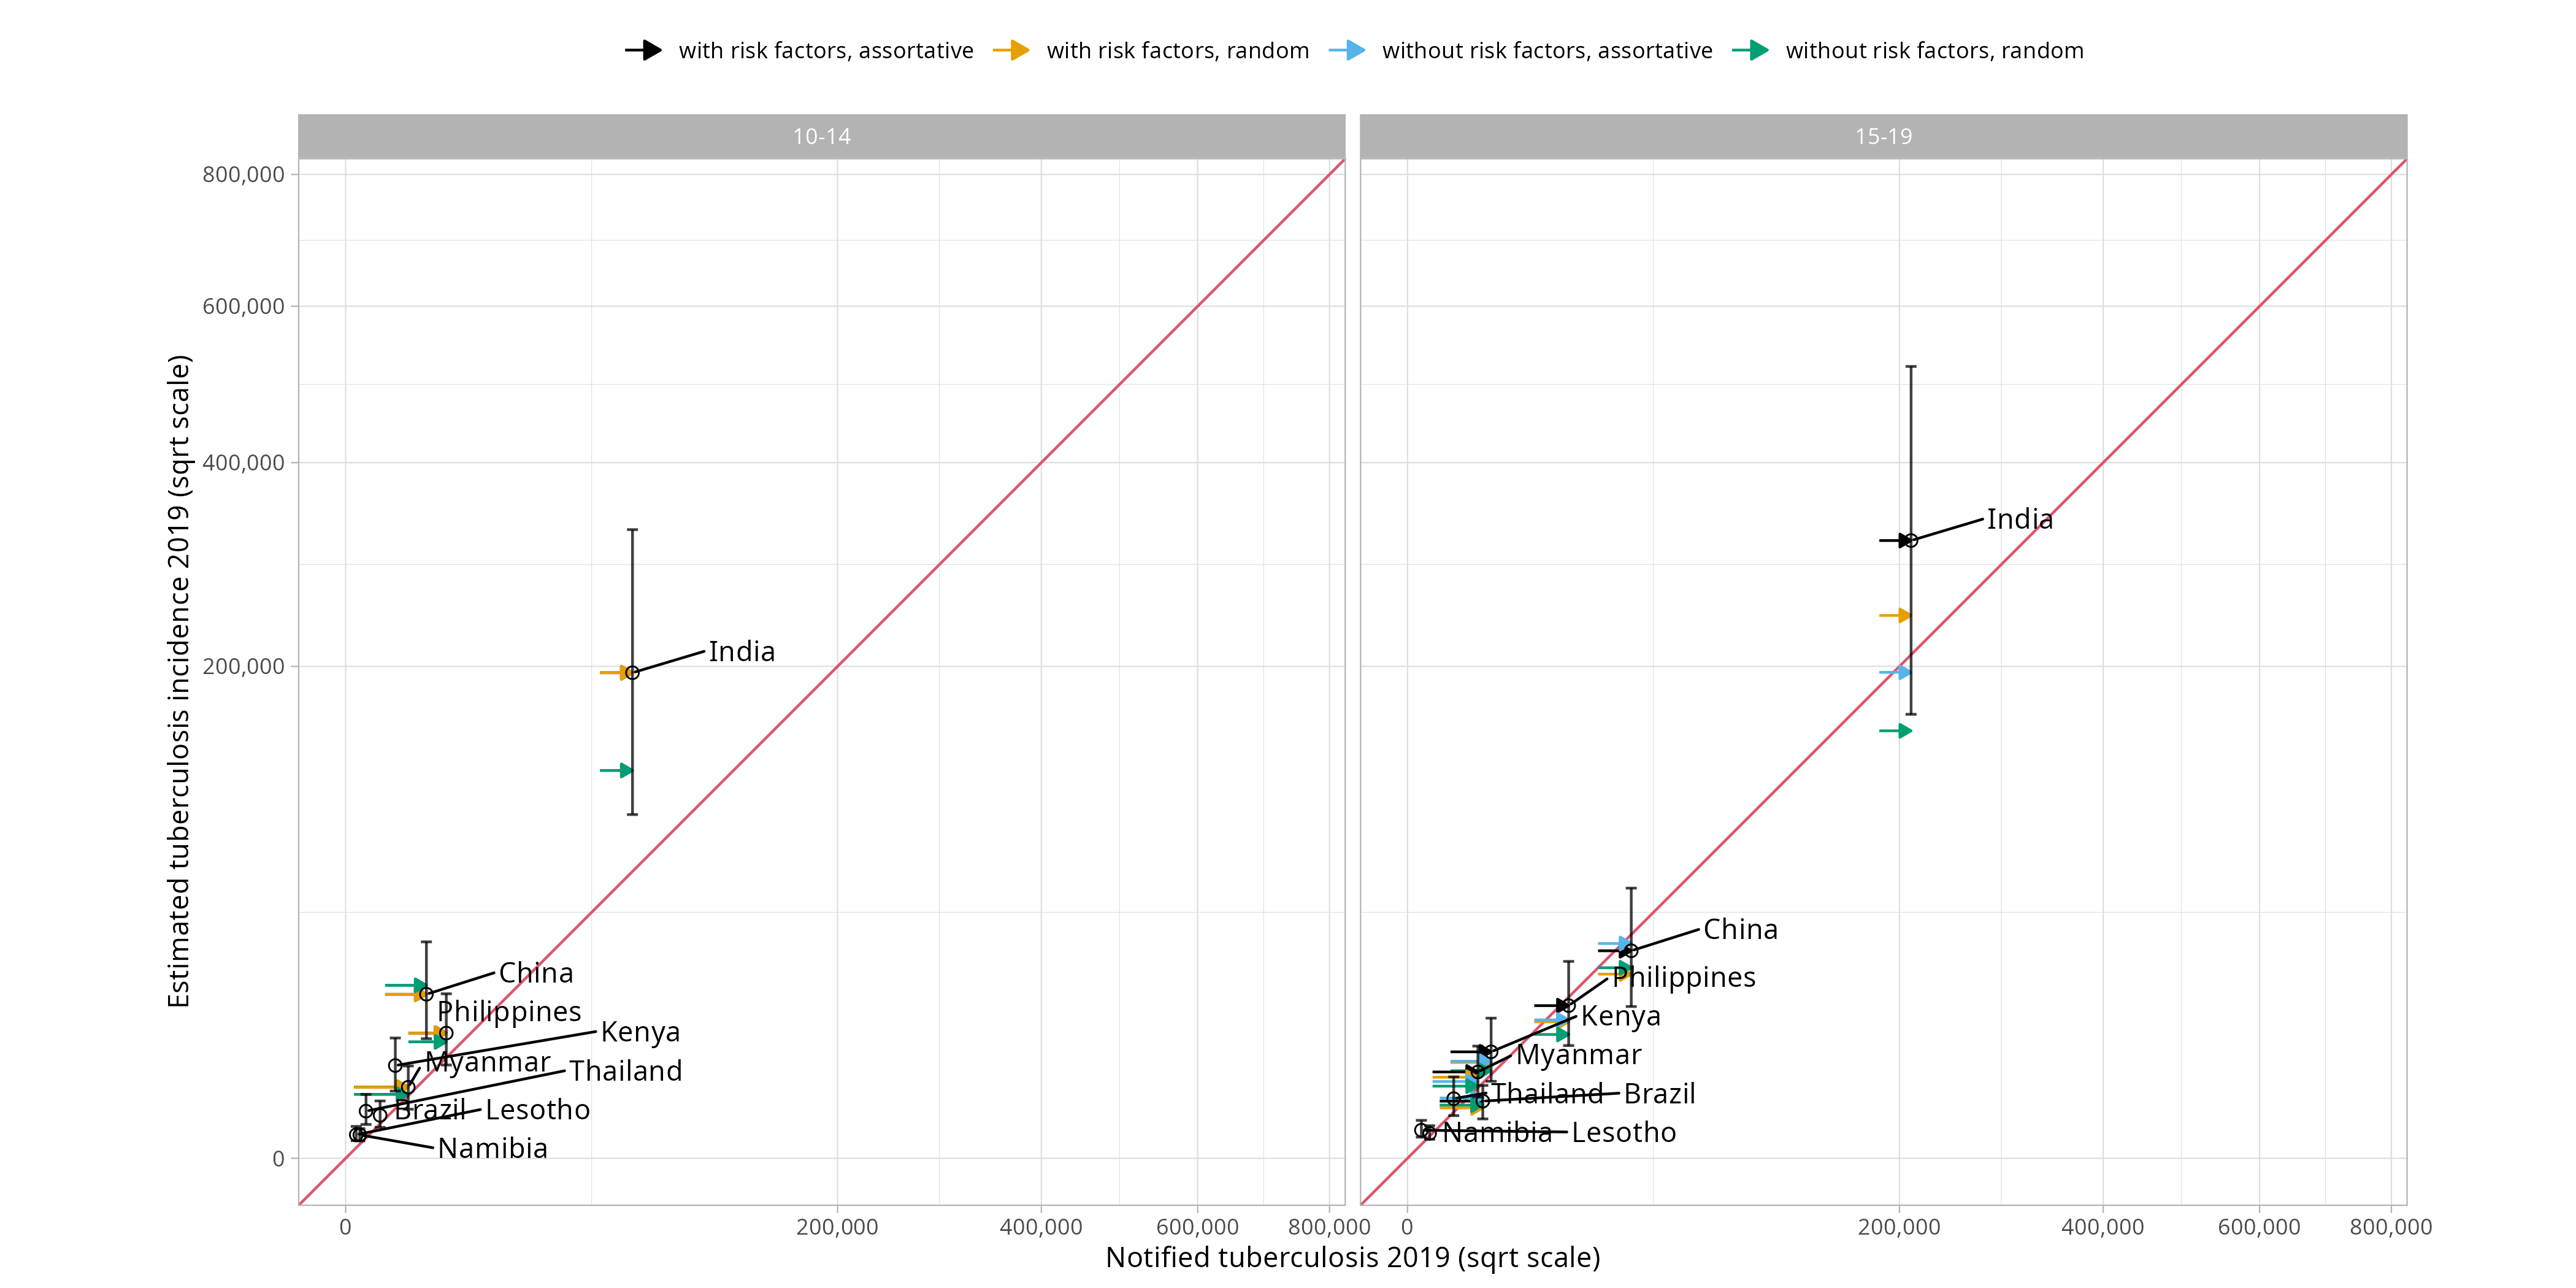 with risk factors, assortative with risk factors, random without risk factors, assortative without risk factors, random
10-14 15-19
Estimated tuberculosis incidence 2019 (sqrt scale)
800,000
600,000
400,000
200,000
0
India
China
Philippines
Kenya
Myanmar
Thailand
Brazil
Lesotho
Namibia
India
China
Philippines
Kenya
Myanmar
Thailand
Brazil
Namibia
Lesotho
0 200,000 400,000 600,000 800,000 0 200,000 400,000 600,000 800,000
Notified tuberculosis 2019 (sqrt scale)